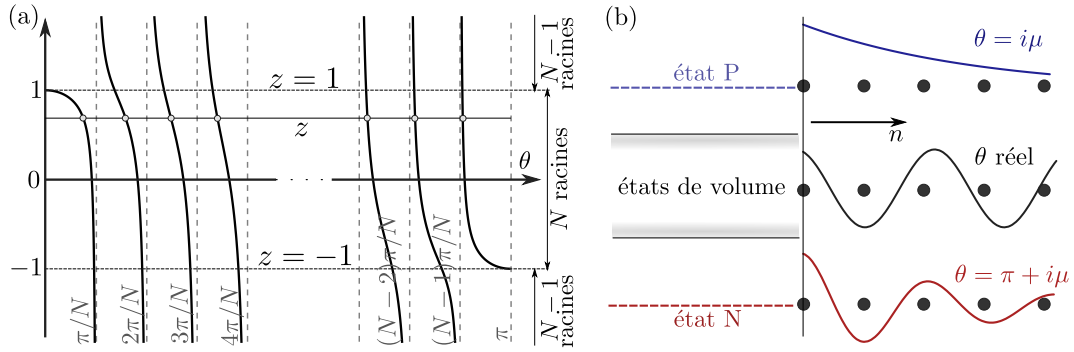 (a)
1
0
−1
z = 1
z
θ
· · ·
z = −1
π/N
2π/N
3π/N
4π/N
(N − 2)π/N
(N − 1)π/N
π
N − 1
racines
N racines
N − 1
racines
(b)
état P
états de volume
état N
θ = iμ
n
θ réel
θ = π + iμ